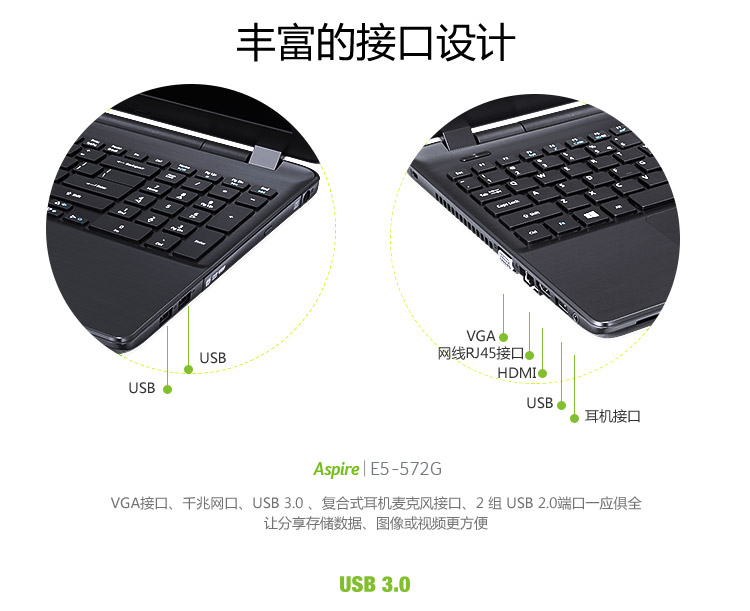 丰富的接口设计
USB
USB
VGA
网线RJ45接口
HDMI
USB
耳机接口
Aspire | E5-572G
VGA接口、千兆网口、USB 3.0 、复合式耳机麦克风接口、2 组 USB 2.0端口一应俱全
让分享存储数据、图像或视频更方便
USB 3.0